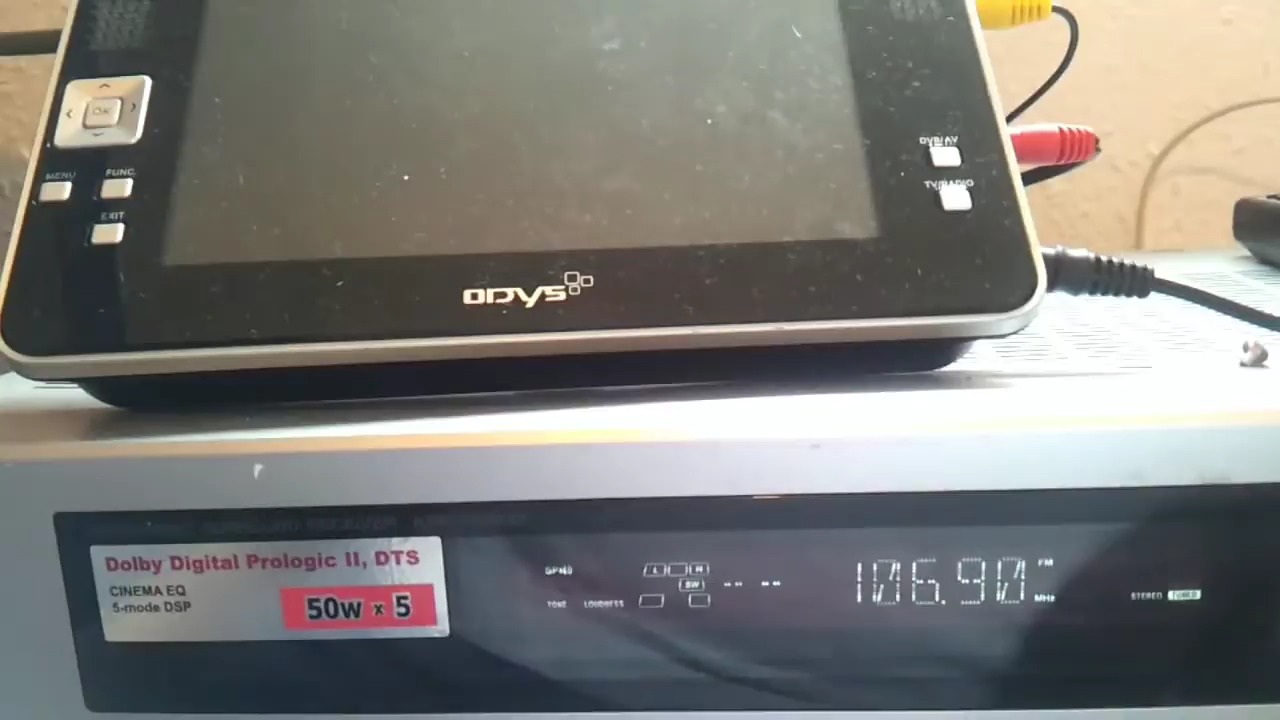 OK
MENU
FUNC.
EXIT
DVB/AV
TV/RADIO
ODYS
Dolby Digital Prologic II, DTS
CINEMA EQ
5-mode DSP
50w x 5
TONE
LOUDNESS
L
R
SW
-- --
106.90
FM
MHz
STEREO
TUNED